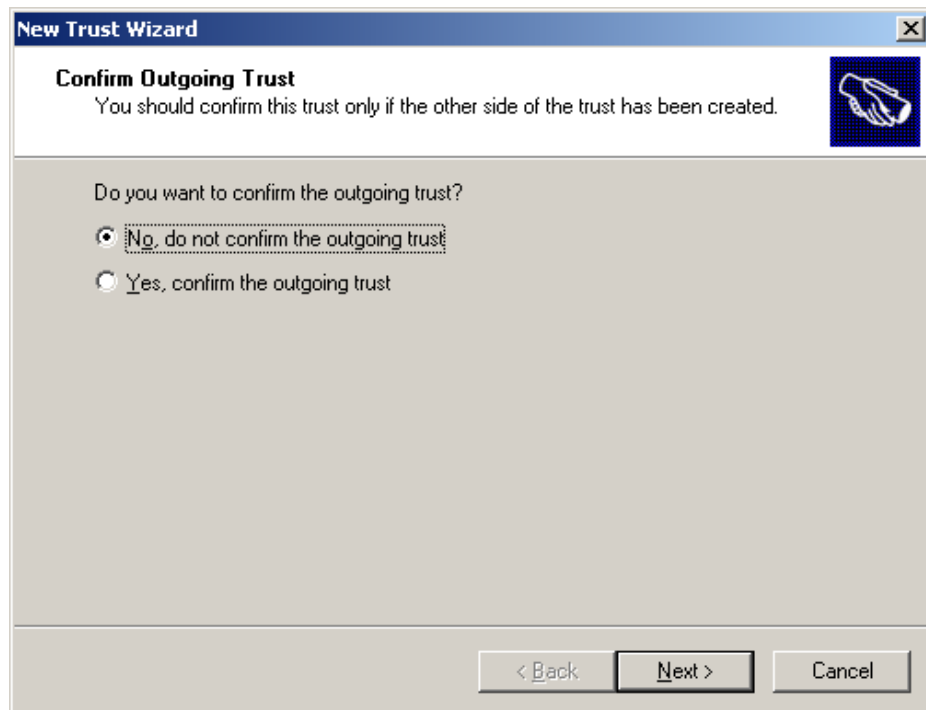 New Trust Wizard
Confirm Outgoing Trust
You should confirm this trust only if the other side of the trust has been created.
Do you want to confirm the outgoing trust?
No, do not confirm the outgoing trust
Yes, confirm the outgoing trust
< Back Next > Cancel